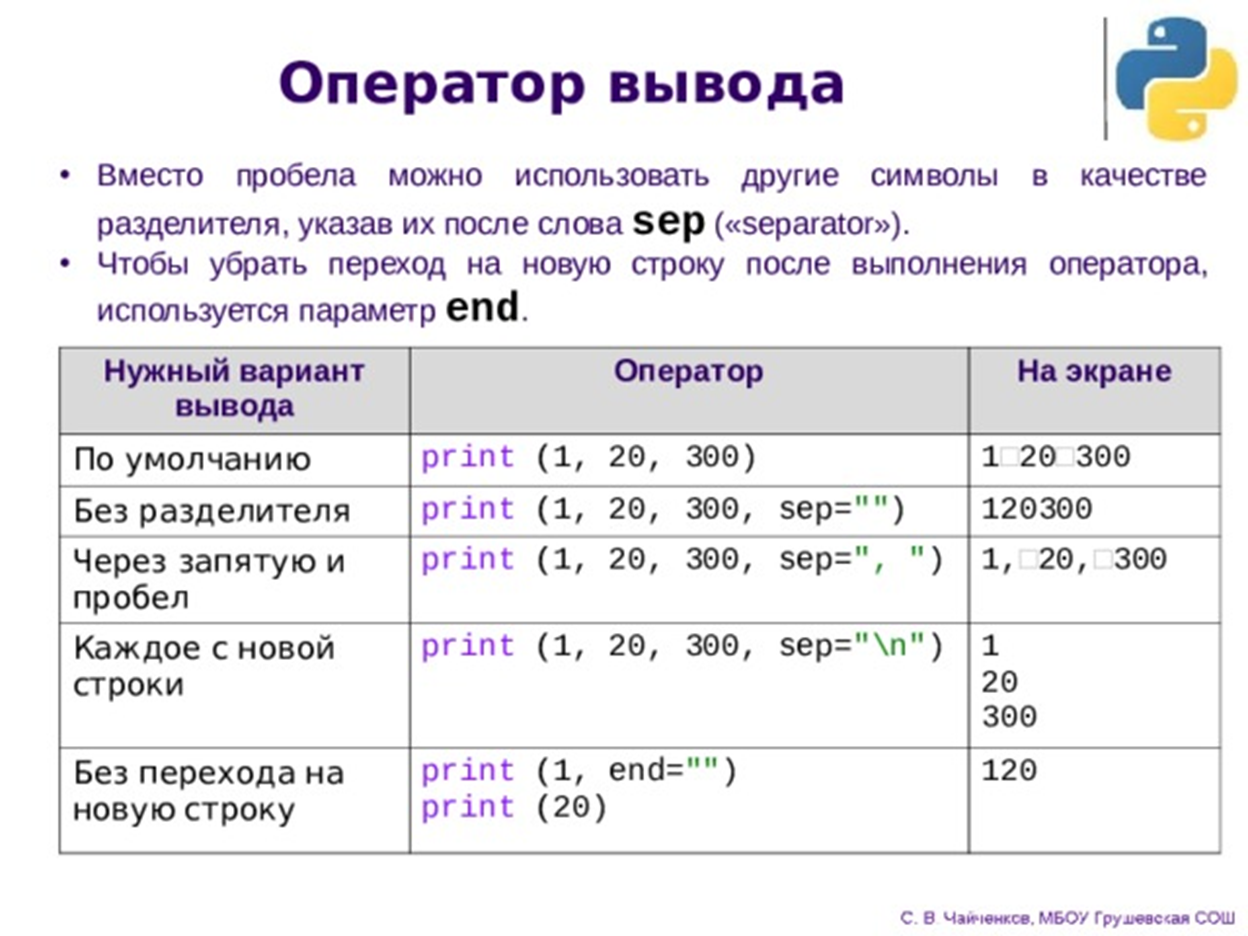 Оператор вывода
• Вместо пробела можно использовать другие символы в качестве
разделителя, указав их после слова sep («separator»).
• Чтобы убрать переход на новую строку после выполнения оператора,
используется параметр end.
Нужный вариант
вывода
Оператор
На экране
По умолчанию
print (1, 20, 300)
1□20□300
Без разделителя
print (1, 20, 300, sep="")
120300
Через запятую и
пробел
print (1, 20, 300, sep=", ")
1,□20,□300
Каждое с новой
строки
print (1, 20, 300, sep="\n")
1
20
300
Без перехода на
новую строку
print (1, end="")
print (20)
120
С. В. Чайченков, МБОУ Грушевская СОШ